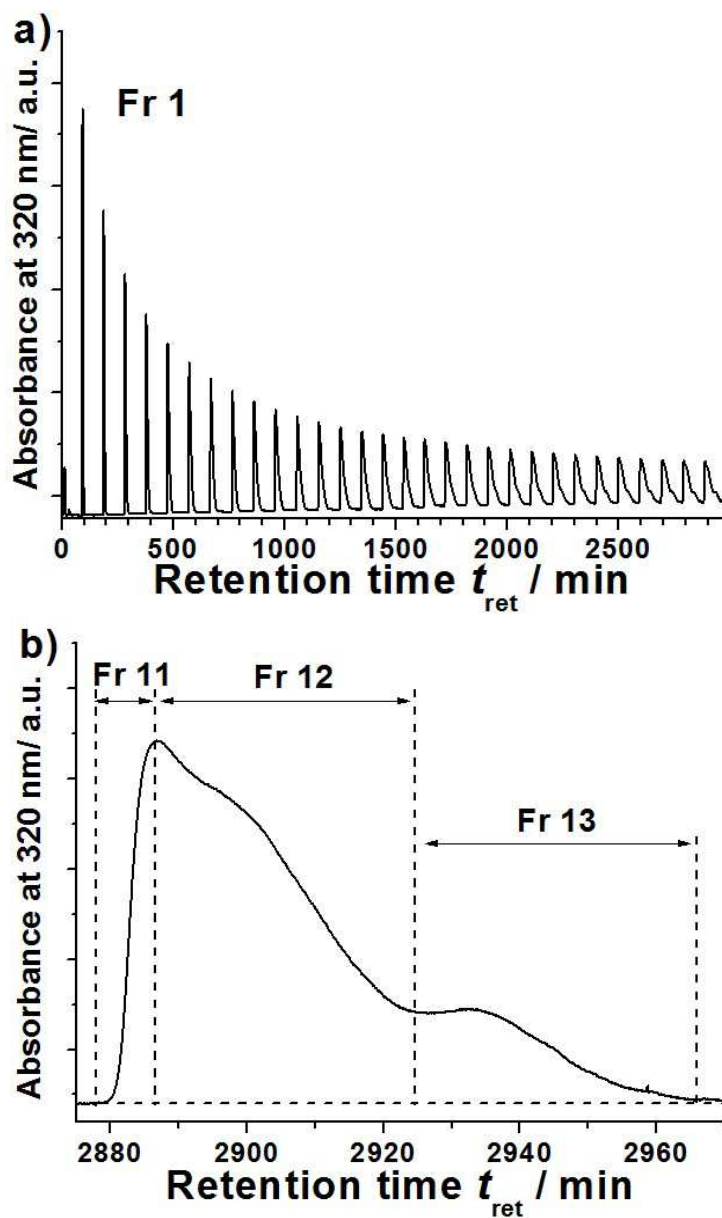 a)
Fr 1
Absorbance at 320 nm/ a.u.
0 500 1000 1500 2000 2500
Retention time t_ret / min
b)
Fr 11 Fr 12
Fr 13
Absorbance at 320 nm/ a.u.
2880 2900 2920 2940 2960
Retention time t_ret / min